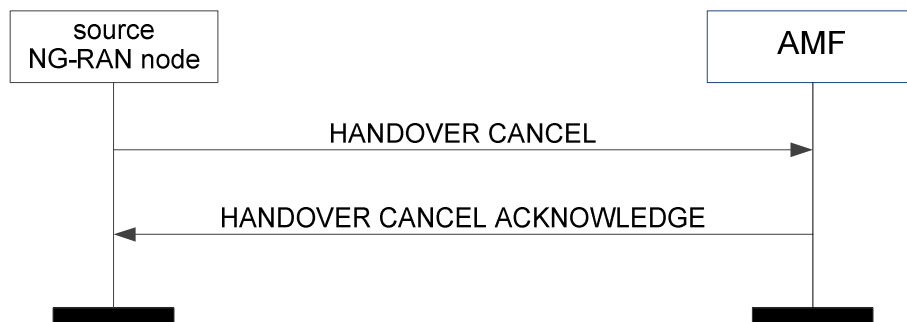 source
NG-RAN node
AMF
HANDOVER CANCEL
HANDOVER CANCEL ACKNOWLEDGE